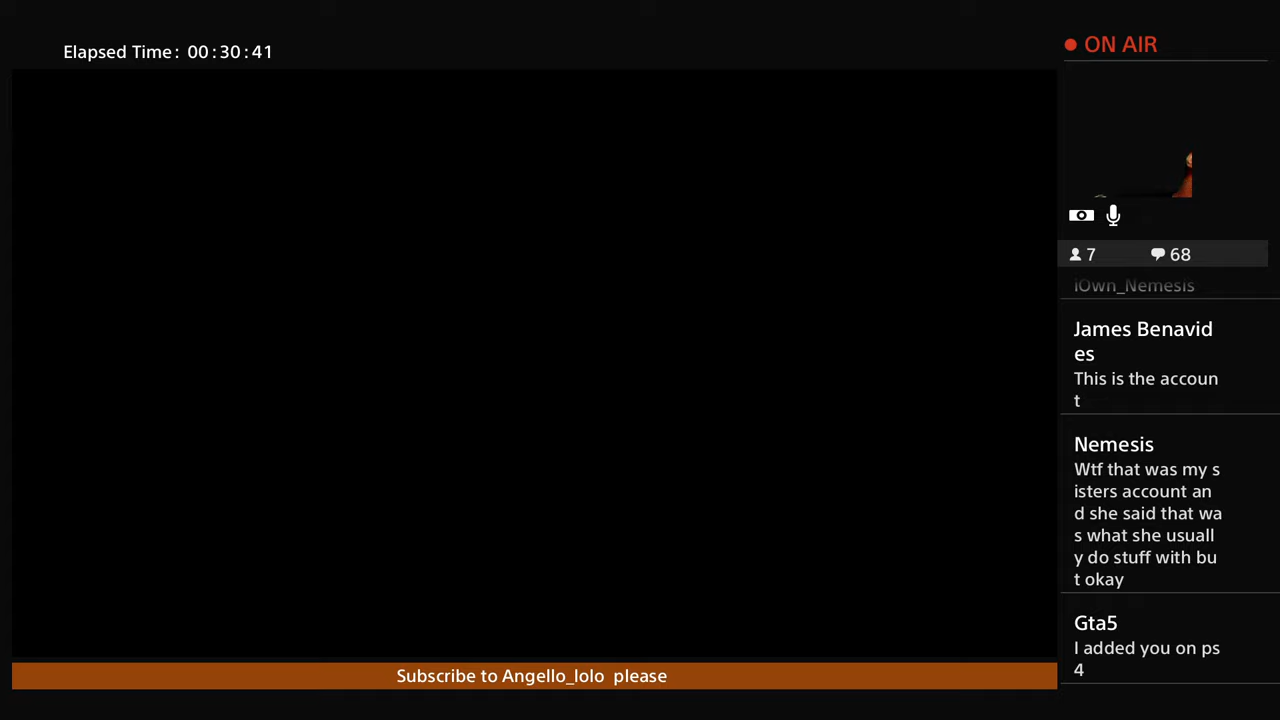 Elapsed Time: 00:30:41
ON AIR
7 68
iOwn_Nemesis
James Benavid
es
This is the accoun
t
Nemesis
Wtf that was my s
isters account an
d she said that wa
s what she usuall
y do stuff with bu
t okay
Gta5
I added you on ps
4
Subscribe to Angello_lolo please